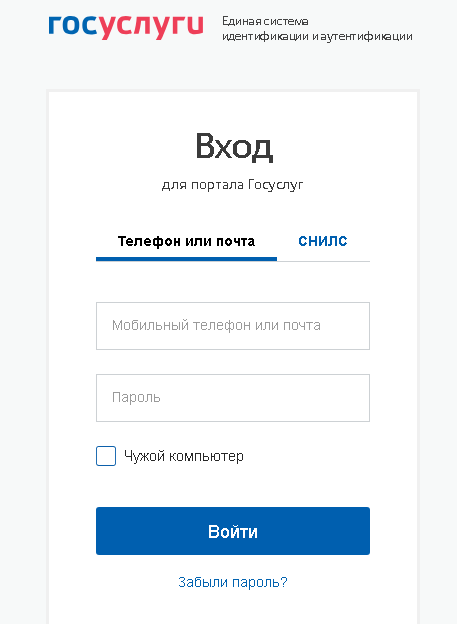 госуслуги
Единая система
идентификации и аутентификации
Вход
для портала Госуслуг
Телефон или почта СНИЛС
Мобильный телефон или почта
Пароль
Чужой компьютер
Войти
Забыли пароль?